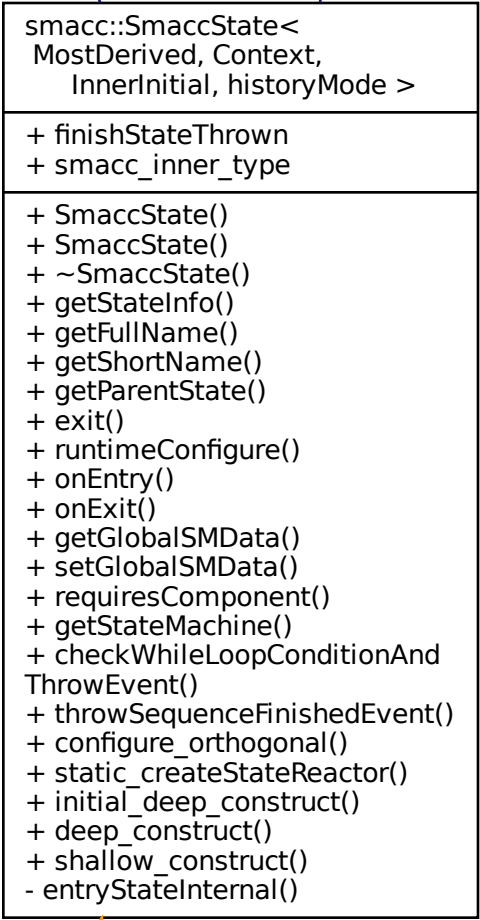 smacc::SmaccState<
MostDerived, Context,
InnerInitial, historyMode >
+ finishStateThrown
+ smacc_inner_type
+ SmaccState()
+ SmaccState()
+ ~SmaccState()
+ getStateInfo()
+ getFullName()
+ getShortName()
+ getParentState()
+ exit()
+ runtimeConfigure()
+ onEntry()
+ onExit()
+ getGlobalSMData()
+ setGlobalSMData()
+ requiresComponent()
+ getStateMachine()
+ checkWhileLoopConditionAnd
ThrowEvent()
+ throwSequenceFinishedEvent()
+ configure_orthogonal()
+ static_createStateReactor()
+ initial_deep_construct()
+ deep_construct()
+ shallow_construct()
- entryStateInternal()